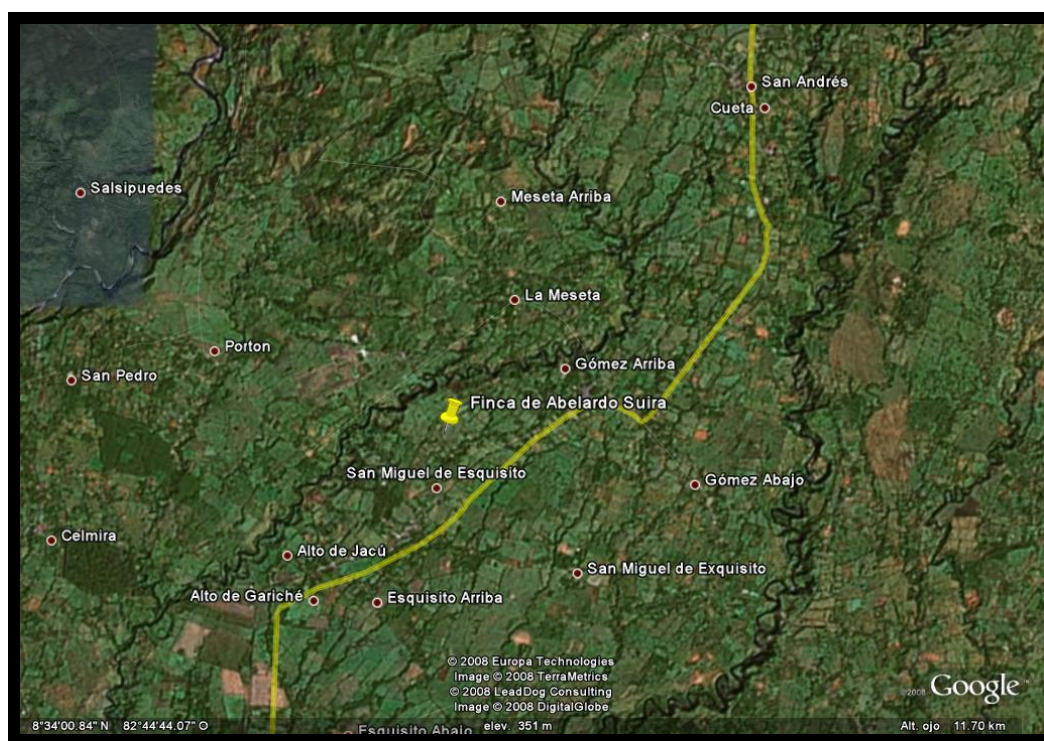 San Andrés
Cueta
Salsipuedes
Meseta Arriba
La Meseta
Porton
Gómez Arriba
San Pedro
Finca de Abelardo Suira
San Miguel de Esquisito
Gómez Abajo
Celmira
Alto de Jacú
San Miguel de Exquisito
Alto de Gariché
Esquisito Arriba
© 2008 Europa Technologies
Image © 2008 TerraMetrics
© 2008 LeadDog Consulting
Image © 2008 DigitalGlobe
©2008 Google™
8°34'00.84" N 82°44'44.07" O elev. 351 m Alt. ojo 11.70 km
Esquisito Abajo